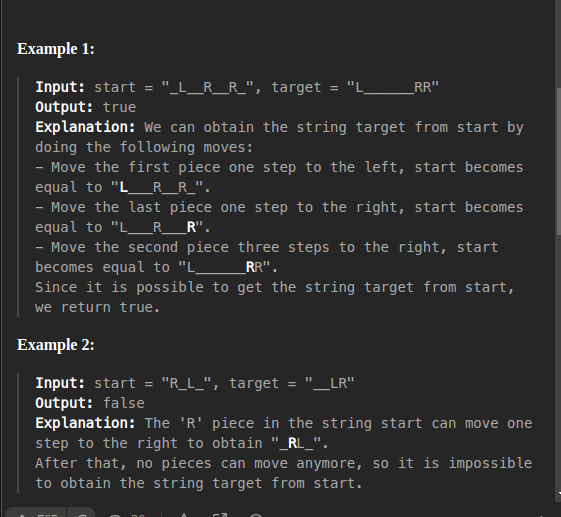 Example 1:
Input: start = "_L__R__R_", target = "L______RR"
Output: true
Explanation: We can obtain the string target from start by
doing the following moves:
- Move the first piece one step to the left, start becomes
equal to "L___R__R_".
- Move the last piece one step to the right, start becomes
equal to "L___R___R".
- Move the second piece three steps to the right, start
becomes equal to "L______RR".
Since it is possible to get the string target from start,
we return true.
Example 2:
Input: start = "R_L_", target = "__LR"
Output: false
Explanation: The 'R' piece in the string start can move one
step to the right to obtain "_RL_".
After that, no pieces can move anymore, so it is impossible
to obtain the string target from start.